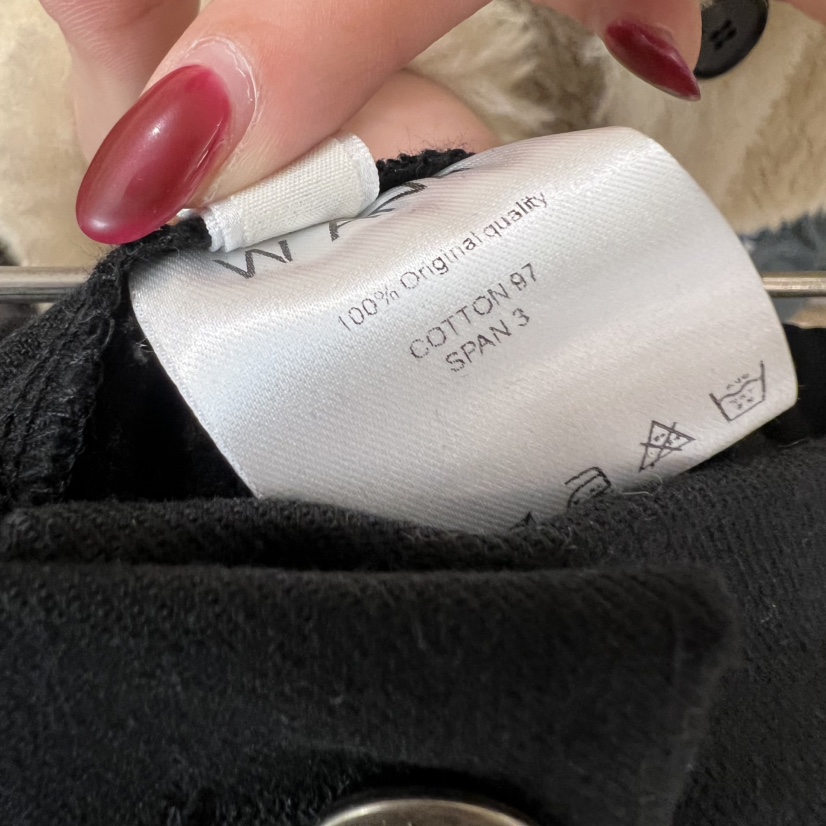 100% Original quality
COTTON 97
SPAN 3